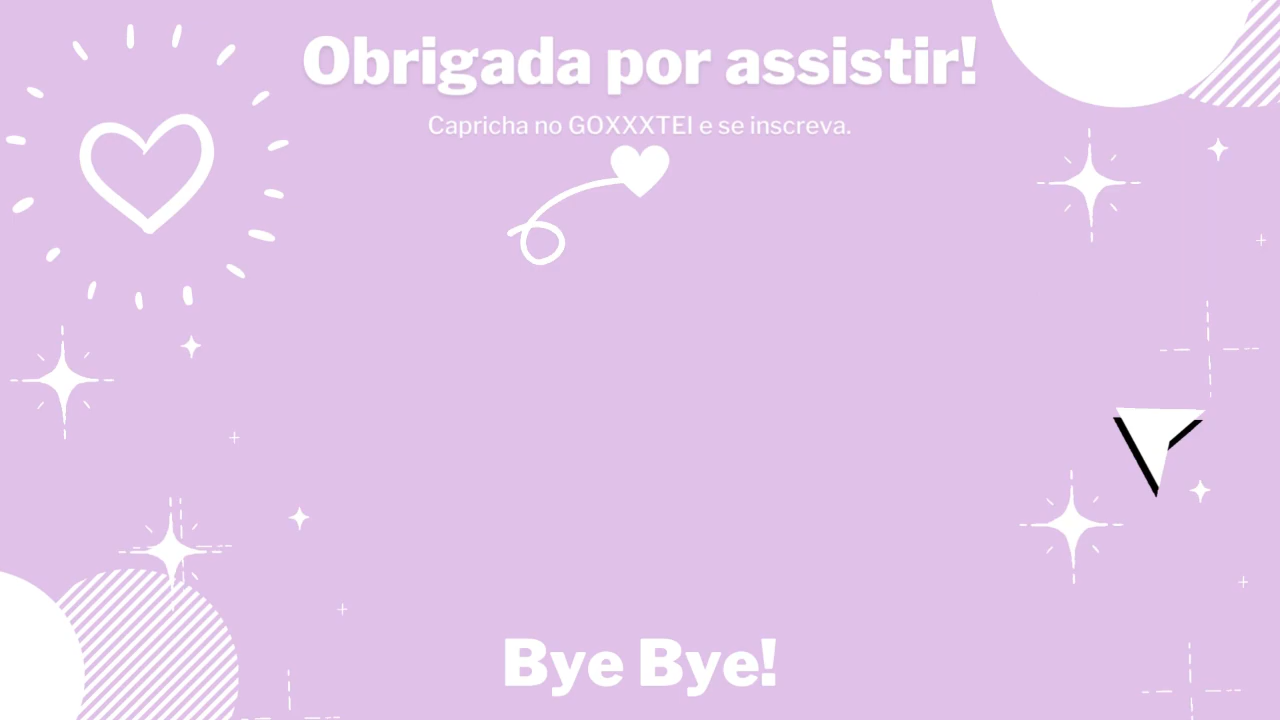 Obrigada por assistir!
Capricha no GOXXXTEI e se inscreva.
Bye Bye!